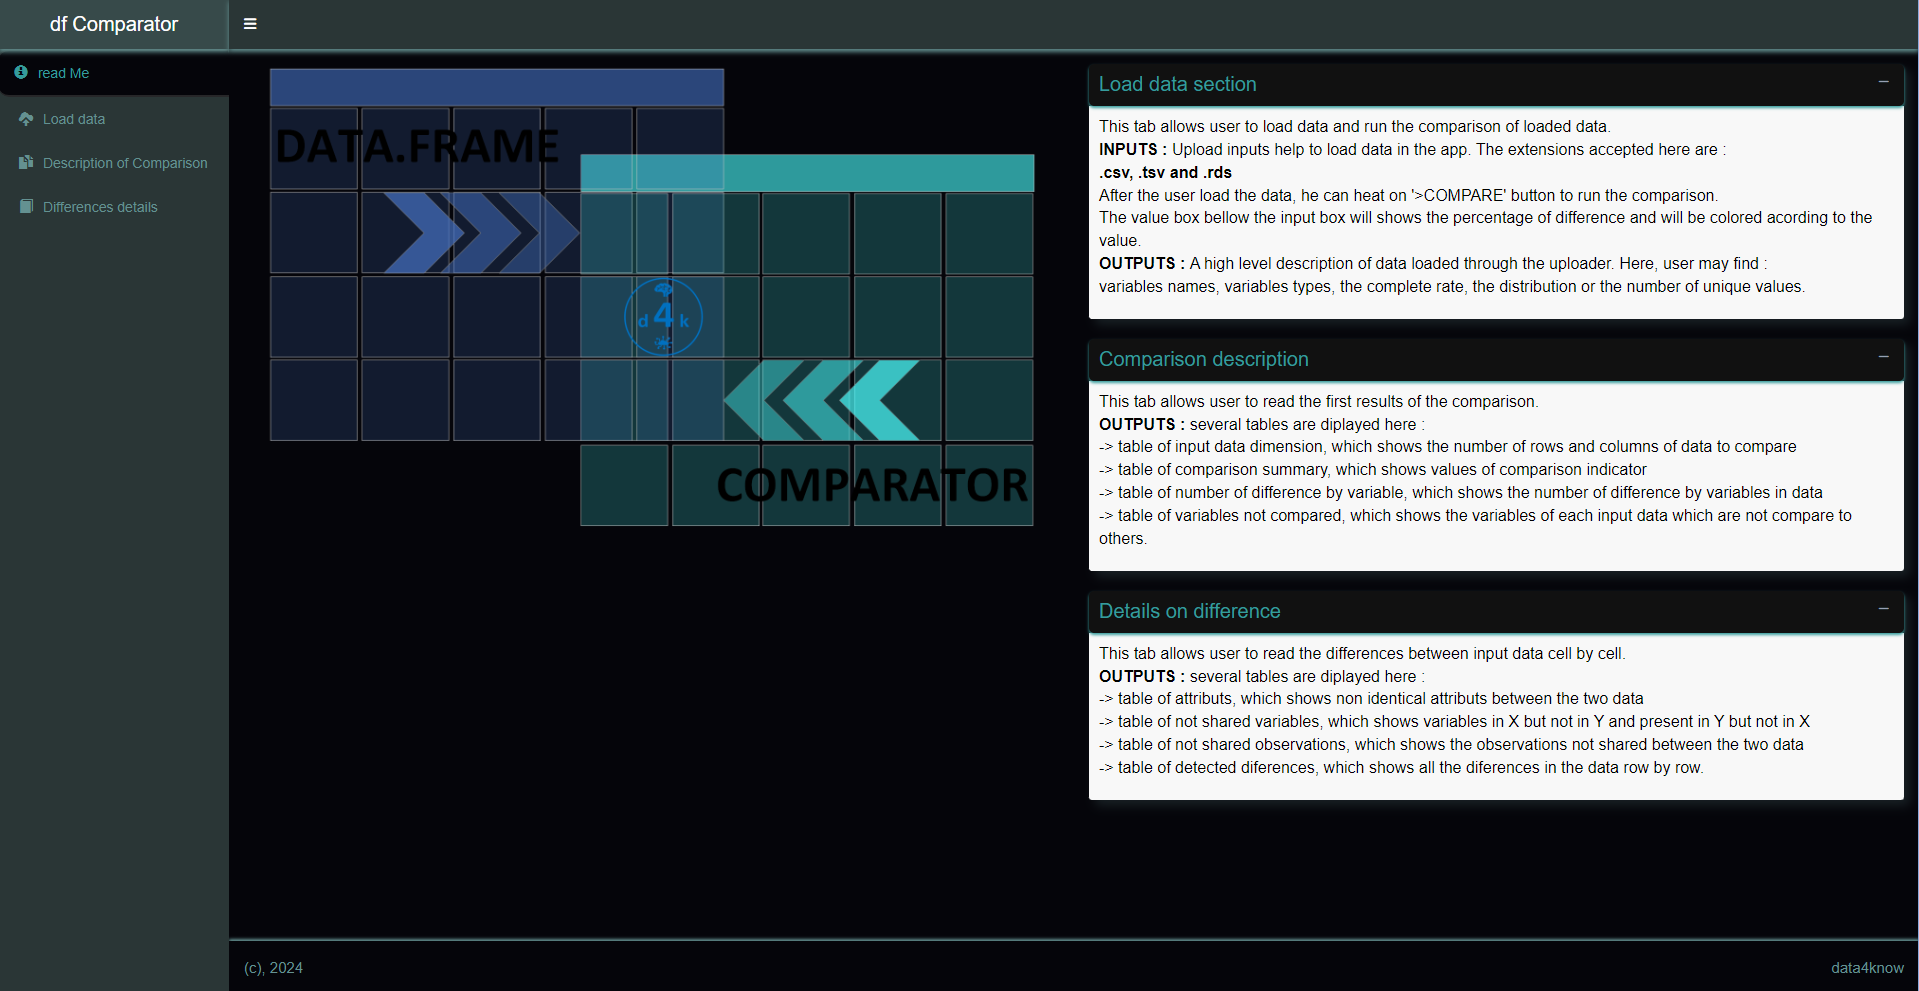 df Comparator
read Me
Load data
Description of Comparison
Differences details
DATA.FRAME
d4k
COMPARATOR
Load data section
This tab allows user to load data and run the comparison of loaded data.
INPUTS : Upload inputs help to load data in the app. The extensions accepted here are :
.csv, .tsv and .rds
After the user load the data, he can heat on '>COMPARE' button to run the comparison.
The value box bellow the input box will shows the percentage of difference and will be colored acording to the
value.
OUTPUTS : A high level description of data loaded through the uploader. Here, user may find :
variables names, variables types, the complete rate, the distribution or the number of unique values.
Comparison description
This tab allows user to read the first results of the comparison.
OUTPUTS : several tables are diplayed here :
-> table of input data dimension, which shows the number of rows and columns of data to compare
-> table of comparison summary, which shows values of comparison indicator
-> table of number of difference by variable, which shows the number of difference by variables in data
-> table of variables not compared, which shows the variables of each input data which are not compare to
others.
Details on difference
This tab allows user to read the differences between input data cell by cell.
OUTPUTS : several tables are diplayed here :
-> table of attributs, which shows non identical attributs between the two data
-> table of not shared variables, which shows variables in X but not in Y and present in Y but not in X
-> table of not shared observations, which shows the observations not shared between the two data
-> table of detected diferences, which shows all the diferences in the data row by row.
(c), 2024
data4know